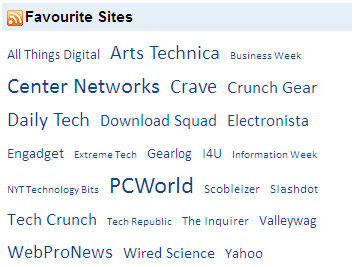 Favourite Sites
All Things Digital Arts Technica Business Week
Center Networks Crave Crunch Gear
Daily Tech Download Squad Electronista
Engadget Extreme Tech Gearlog I4U Information Week
NYT Technology Bits PCWorld Scobleizer Slashdot
Tech Crunch Tech Republic The Inquirer Valleywag
WebProNews Wired Science Yahoo